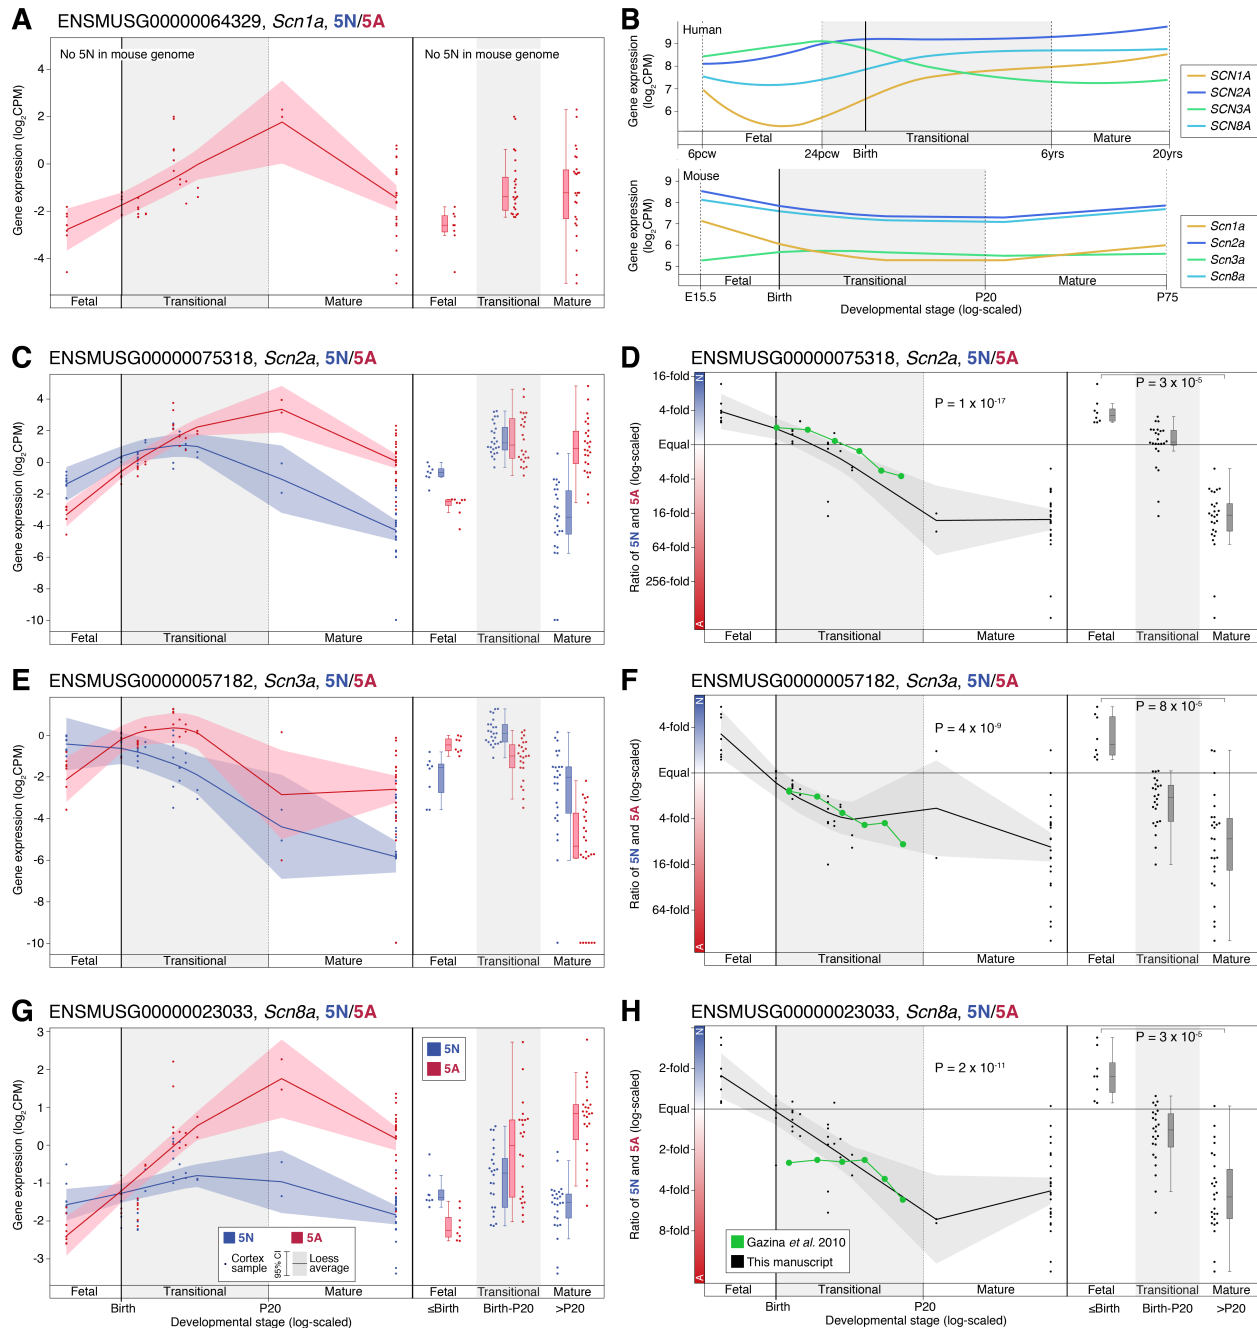 A ENSMUSG00000064329, Scn1a, 5N/5A
No 5N in mouse genome
No 5N in mouse genome
Gene expression (log2CPM)
4
2
0
-2
-4
Fetal Transitional Mature Fetal Transitional Mature
B
Human
Gene expression (log2CPM)
9
8
7
6
Fetal Transitional Mature
6pcw 24pcw Birth 6yrs 20yrs
SCN1A
SCN2A
SCN3A
SCN8A
Mouse
Gene expression (log2CPM)
9
8
7
6
5
Fetal Transitional Mature
E15.5 Birth P20 P75
Developmental stage (log-scaled)
Scn1a
Scn2a
Scn3a
Scn8a
C ENSMUSG00000075318, Scn2a, 5N/5A
Gene expression (log2CPM)
4
2
0
-2
-4
-6
-8
-10
Fetal Transitional Mature Fetal Transitional Mature
D ENSMUSG00000075318, Scn2a, 5N/5A
Ratio of 5N and 5A (log-scaled)
N
A
16-fold
4-fold
Equal
4-fold
16-fold
64-fold
256-fold
P = 1 x 10-17
P = 3 x 10-5
Fetal Transitional Mature Fetal Transitional Mature
E ENSMUSG00000057182, Scn3a, 5N/5A
Gene expression (log2CPM)
0
-2
-4
-6
-8
-10
Fetal Transitional Mature Fetal Transitional Mature
F ENSMUSG00000057182, Scn3a, 5N/5A
Ratio of 5N and 5A (log-scaled)
N
A
4-fold
Equal
4-fold
16-fold
64-fold
P = 4 x 10-9
P = 8 x 10-5
Fetal Transitional Mature Fetal Transitional Mature
G ENSMUSG00000023033, Scn8a, 5N/5A
Gene expression (log2CPM)
3
2
1
0
-1
-2
-3
5N
5A
5N 5A
Cortex sample
95% CI
Loess average
Fetal Transitional Mature Fetal Transitional Mature
Birth P20 ≤Birth Birth-P20 >P20
Developmental stage (log-scaled)
H ENSMUSG00000023033, Scn8a, 5N/5A
Ratio of 5N and 5A (log-scaled)
N
A
2-fold
Equal
2-fold
4-fold
8-fold
P = 2 x 10-11
P = 3 x 10-5
Gazina et al. 2010
This manuscript
Fetal Transitional Mature Fetal Transitional Mature
Birth P20 ≤Birth Birth-P20 >P20
Developmental stage (log-scaled)